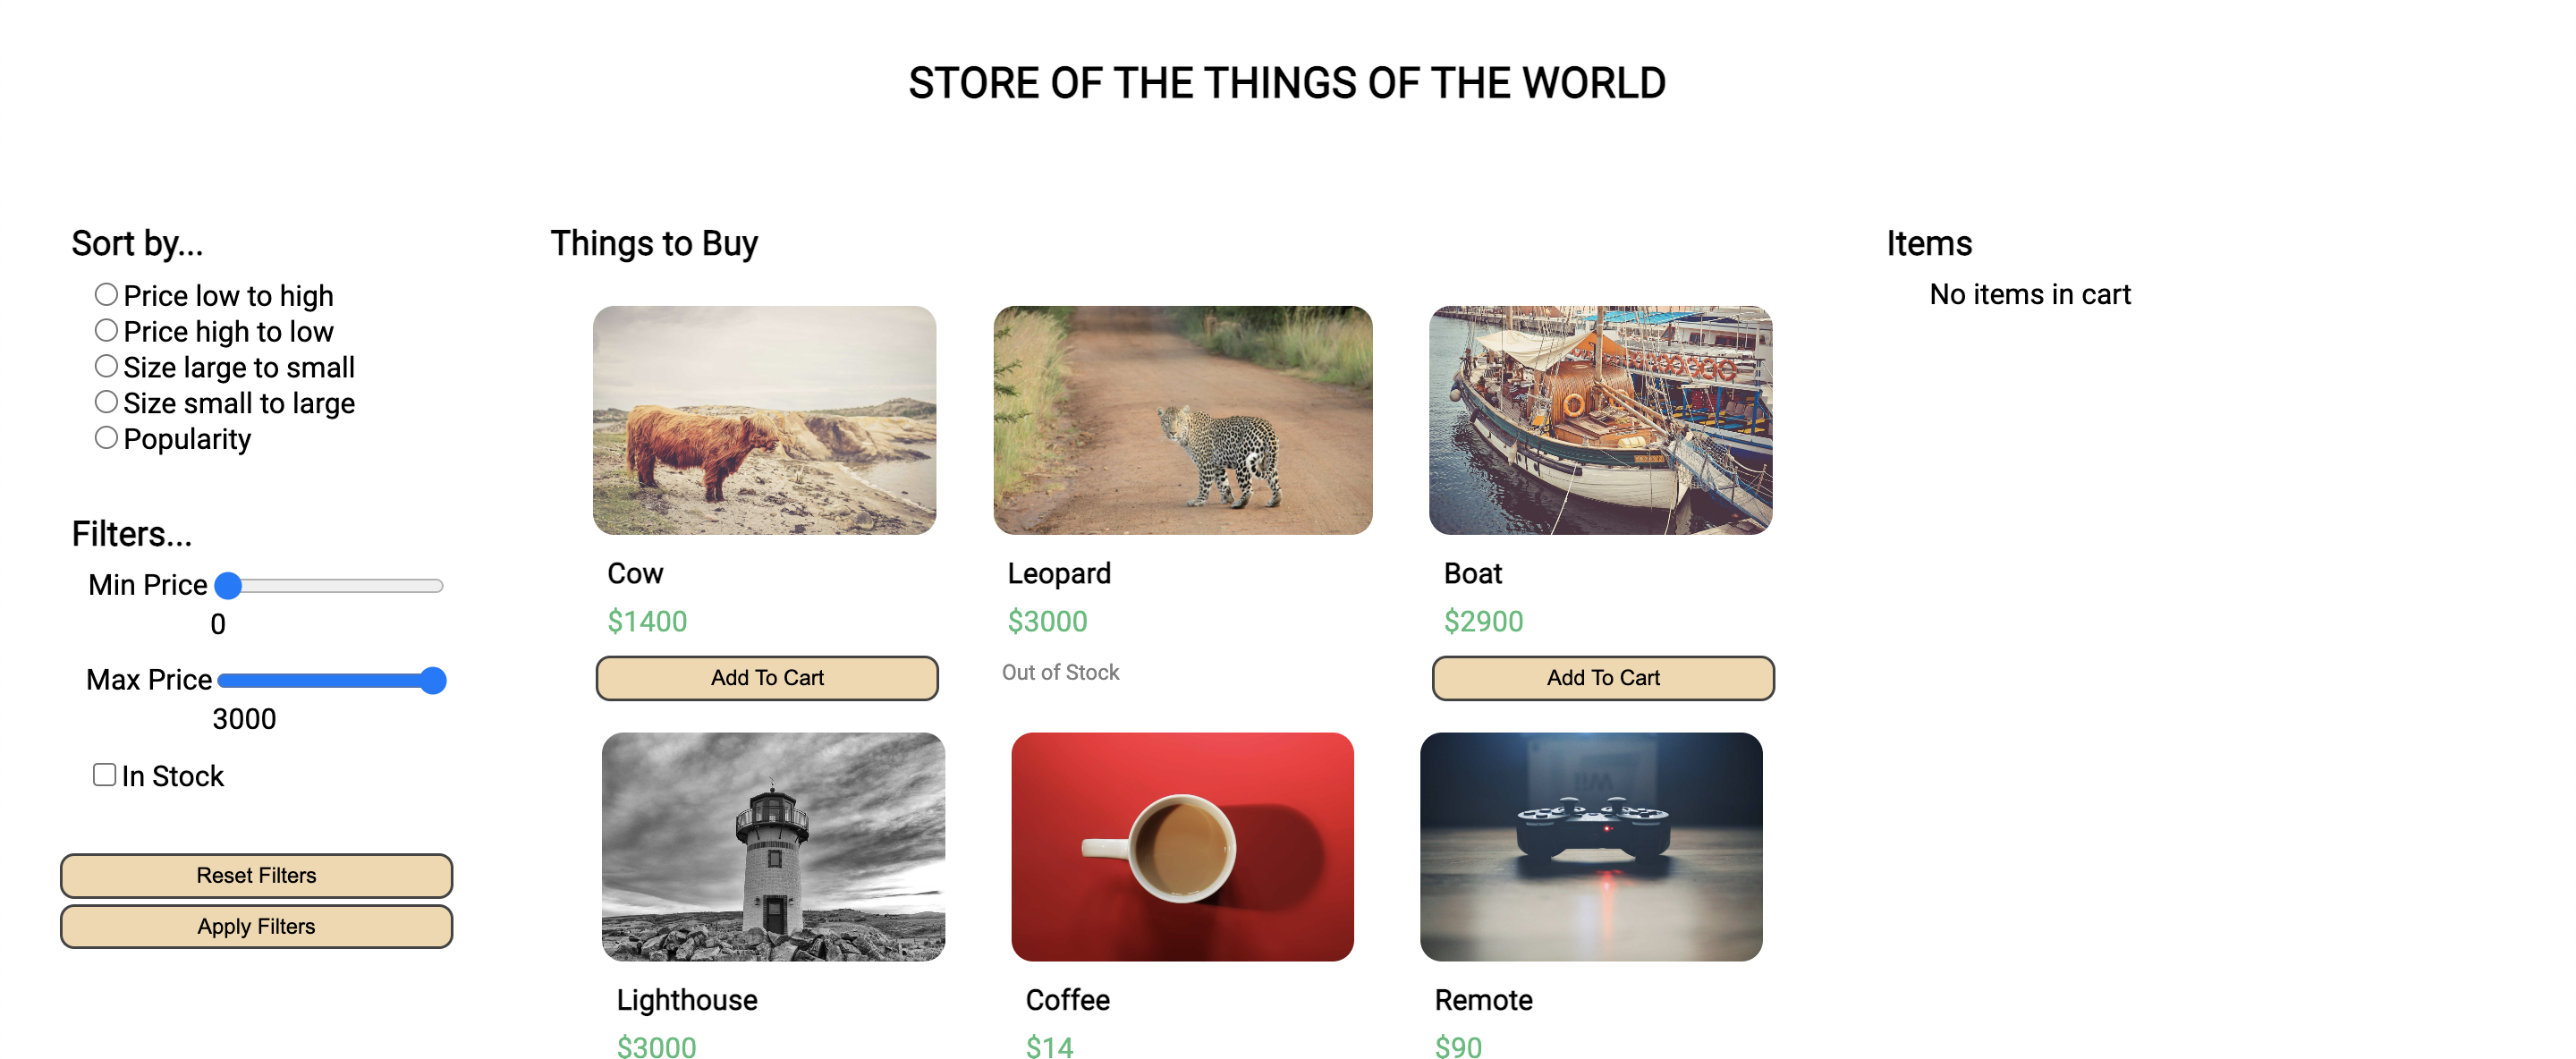 STORE OF THE THINGS OF THE WORLD
Sort by...
Price low to high
Price high to low
Size large to small
Size small to large
Popularity
Filters...
Min Price
0
Max Price
3000
In Stock
Reset Filters
Apply Filters
Things to Buy
Cow
$1400
Add To Cart
Leopard
$3000
Out of Stock
Boat
$2900
Add To Cart
Lighthouse
$3000
Coffee
$14
Remote
$90
Items
No items in cart